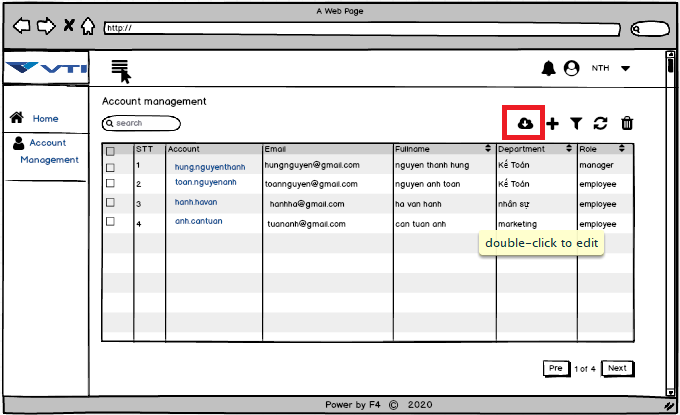 A Web Page
http://
VTI
NTH
Home
Account
Management
Account management
search
STT Account Email Fullname Department Role
1 hung.nguyenthanh hungnguyen@gmail.com nguyen thanh hung Kế Toán manager
2 toan.nguyenanh toannguyen@gmail.com nguyen anh toan Kế Toán employee
3 hanh.havan hanhha@gmail.com ha van hanh nhân sự employee
4 anh.cantuan tuananh@gmail.com can tuan anh marketing employee
double-click to edit
Pre 1 of 4 Next
Power by F4 © 2020